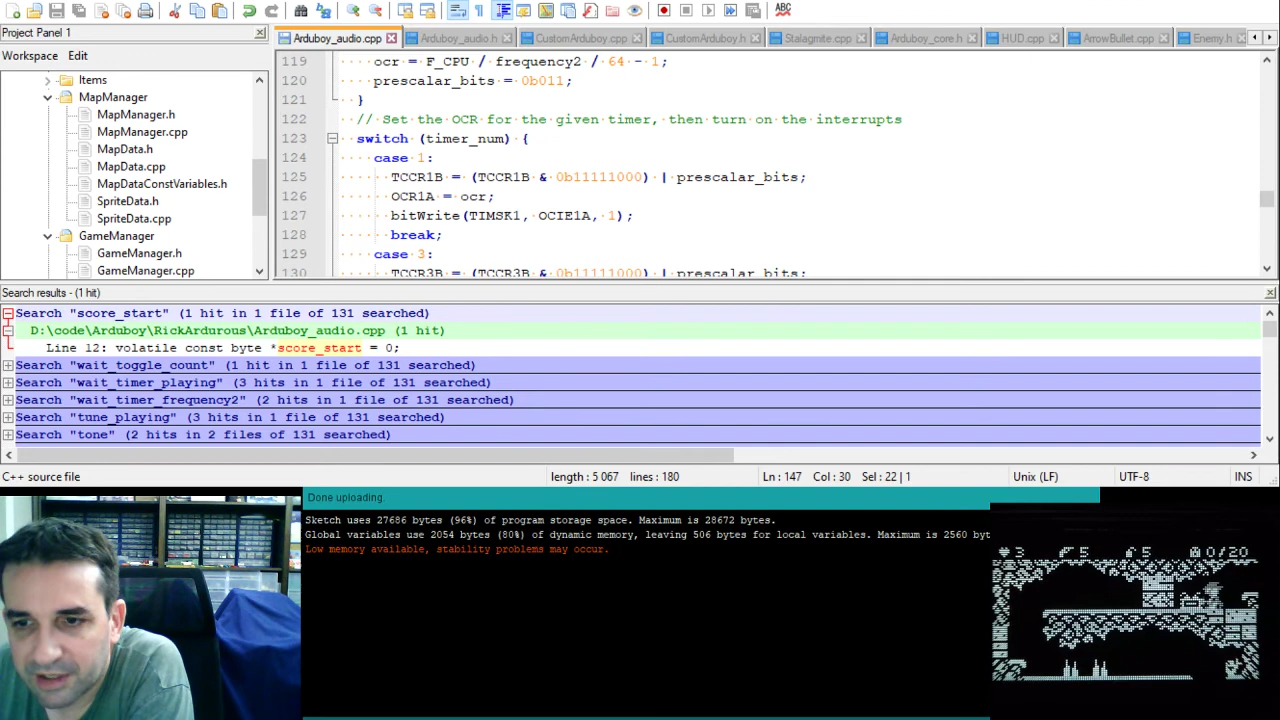 Project Panel 1
Workspace Edit
Items
MapManager
MapManager.h
MapManager.cpp
MapData.h
MapData.cpp
MapDataConstVariables.h
SpriteData.h
SpriteData.cpp
GameManager
GameManager.h
GameManager.cpp
Arduboy_audio.cpp Arduboy_audio.h CustomArduboy.cpp CustomArduboy.h Stalagmite.cpp Arduboy_core.h HUD.cpp ArrowBullet.cpp Enemy.h
119 ocr = F_CPU / frequency2 / 64 - 1;
120 prescalar_bits = 0b011;
121 }
122 // Set the OCR for the given timer, then turn on the interrupts
123 switch (timer_num) {
124 case 1:
125 TCCR1B = (TCCR1B & 0b11111000) | prescalar_bits;
126 OCR1A = ocr;
127 bitWrite(TIMSK1, OCIE1A, 1);
128 break;
129 case 3:
130 TCCR3B = (TCCR3B & 0b11111000) | prescalar_bits;
Search results - (1 hit)
Search "score_start" (1 hit in 1 file of 131 searched)
D:\code\Arduboy\RickArdurous\Arduboy_audio.cpp (1 hit)
Line 12: volatile const byte *score_start = 0;
Search "wait_toggle_count" (1 hit in 1 file of 131 searched)
Search "wait_timer_playing" (3 hits in 1 file of 131 searched)
Search "wait_timer_frequency2" (2 hits in 1 file of 131 searched)
Search "tune_playing" (3 hits in 1 file of 131 searched)
Search "tone" (2 hits in 2 files of 131 searched)
C++ source file length : 5 067 lines : 180 Ln : 147 Col : 30 Sel : 22 | 1 Unix (LF) UTF-8 INS
Done uploading.
Sketch uses 27686 bytes (96%) of program storage space. Maximum is 28672 bytes.
Global variables use 2054 bytes (80%) of dynamic memory, leaving 506 bytes for local variables. Maximum is 2560 byt
Low memory available, stability problems may occur.
3 5 5 0/20